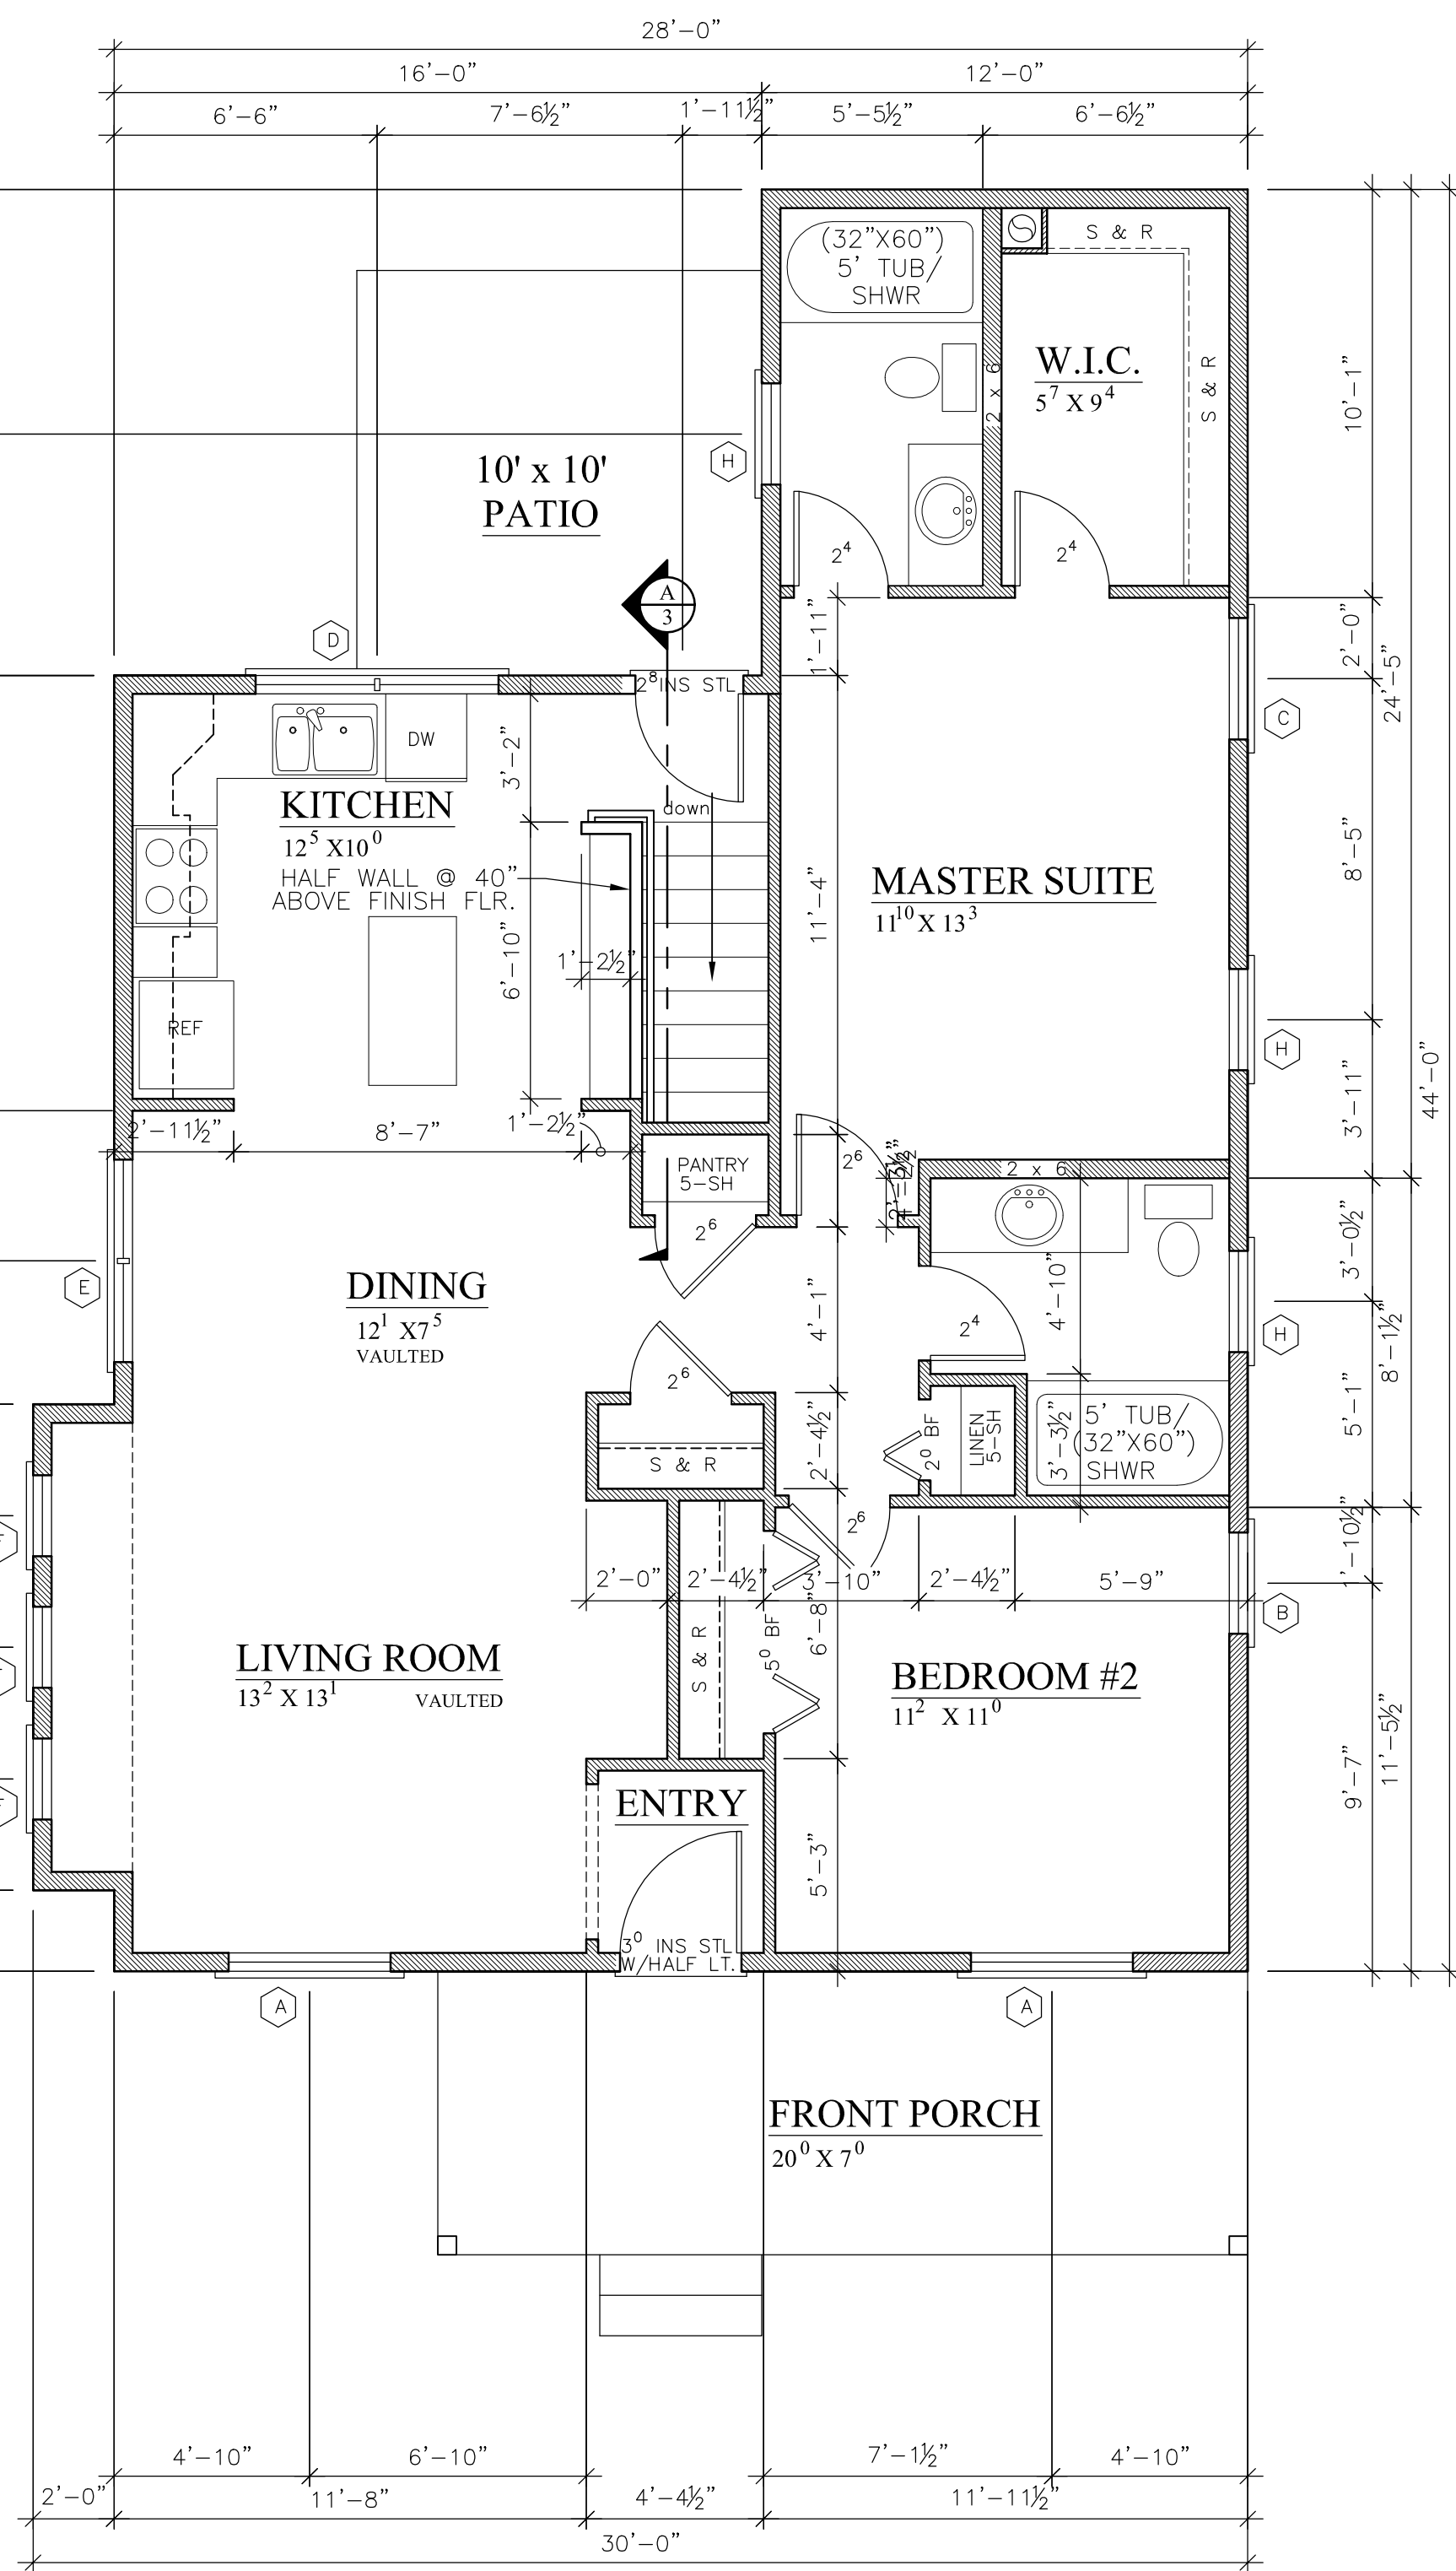 28'-0"
16'-0" 12'-0"
6'-6" 7'-6½" 1'-11½" 5'-5½" 6'-6½"
(32"X60")
5' TUB/
SHWR
S & R
W.I.C.
5⁷ X 9⁴
S & R
2 x 6
10'-1"
10' x 10'
PATIO
H
2⁴
2⁴
A
3
D
1'-11"
2'-0"
24'-5"
C
2⁸ INS STL
DW
3'-2"
down
KITCHEN
12⁵ X10⁰
HALF WALL @ 40"
ABOVE FINISH FLR.
MASTER SUITE
11¹⁰ X 13³
8'-5"
11'-4"
6'-10"
1'-2½"
REF
H
44'-0"
3'-11"
2'-11½" 8'-7" 1'-2½"
PANTRY
5-SH
2⁶
2⁶
2 x 6
E
DINING
12¹ X7⁵
VAULTED
4'-1"
4'-10"
2⁴
3'-0½"
H
8'-1½"
2⁶
2'-4½"
S & R
2⁰ BF
LINEN
5-SH
3'-3½"
5' TUB/
(32"X60")
SHWR
5'-1"
2⁶
1'-10½"
2'-0" 2'-4½" 3'-10" 2'-4½" 5'-9"
B
6'-8"
S & R
5⁰ BF
LIVING ROOM
13² X 13¹ VAULTED
BEDROOM #2
11² X 11⁰
11'-5½"
9'-7"
ENTRY
5'-3"
3⁰ INS STL
W/HALF LT.
A
A
FRONT PORCH
20⁰ X 7⁰
4'-10" 6'-10" 7'-1½" 4'-10"
2'-0" 11'-8" 4'-4½" 11'-11½"
30'-0"